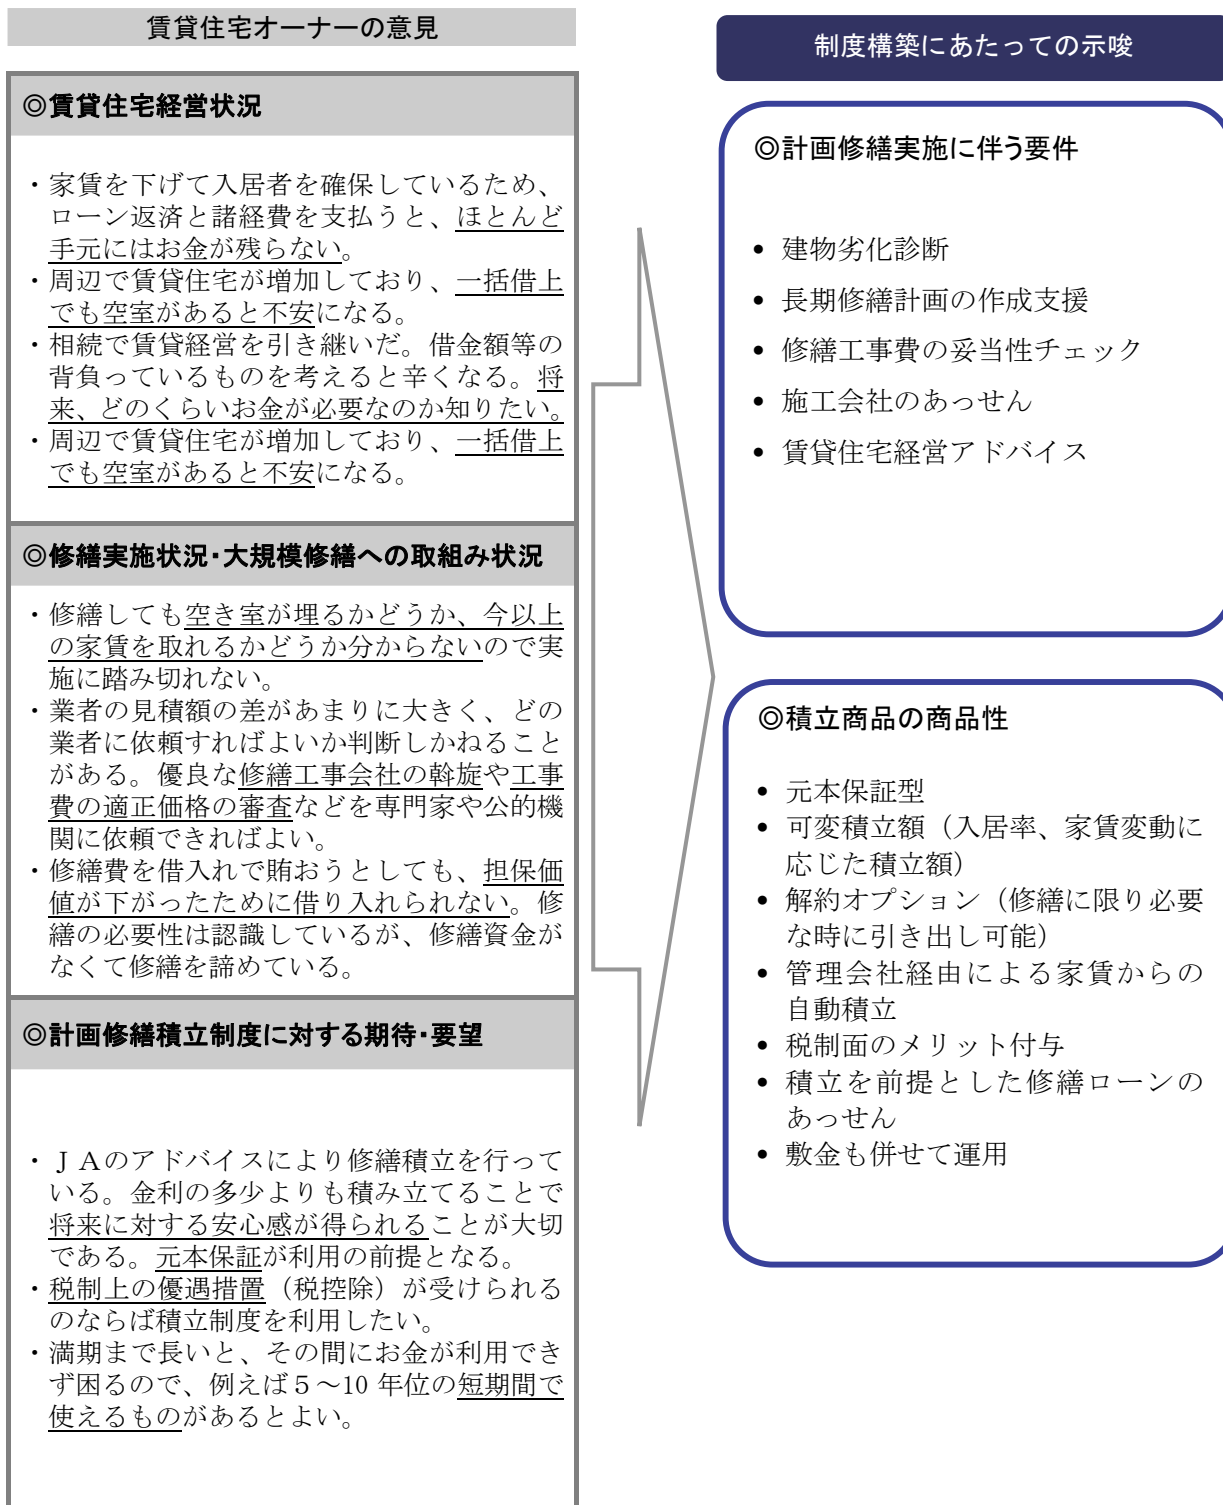 賃貸住宅オーナーの意見
◎賃貸住宅経営状況
・家賃を下げて入居者を確保しているため、
ローン返済と諸経費を支払うと、ほとんど
手元にはお金が残らない。
・周辺で賃貸住宅が増加しており、一括借上
でも空室があると不安になる。
・相続で賃貸経営を引き継いだ。借金額等の
背負っているものを考えると辛くなる。将
来、どのくらいお金が必要なのか知りたい。
・周辺で賃貸住宅が増加しており、一括借上
でも空室があると不安になる。
◎修繕実施状況・大規模修繕への取組み状況
・修繕しても空き室が埋るかどうか、今以上
の家賃を取れるかどうか分からないので実
施に踏み切れない。
・業者の見積額の差があまりに大きく、どの
業者に依頼すればよいか判断しかねること
がある。優良な修繕工事会社の斡旋や工事
費の適正価格の審査などを専門家や公的機
関に依頼できればよい。
・修繕費を借入れで賄おうとしても、担保価
値が下がったために借り入れられない。修
繕の必要性は認識しているが、修繕資金が
なくて修繕を諦めている。
◎計画修繕積立制度に対する期待・要望
・ＪＡのアドバイスにより修繕積立を行って
いる。金利の多少よりも積み立てることで
将来に対する安心感が得られることが大切
である。元本保証が利用の前提となる。
・税制上の優遇措置（税控除）が受けられる
のならば積立制度を利用したい。
・満期まで長いと、その間にお金が利用でき
ず困るので、例えば５～10 年位の短期間で
使えるものがあるとよい。
制度構築にあたっての示唆
◎計画修繕実施に伴う要件
• 建物劣化診断
• 長期修繕計画の作成支援
• 修繕工事費の妥当性チェック
• 施工会社のあっせん
• 賃貸住宅経営アドバイス
◎積立商品の商品性
• 元本保証型
• 可変積立額（入居率、家賃変動に
応じた積立額）
• 解約オプション（修繕に限り必要
な時に引き出し可能）
• 管理会社経由による家賃からの
自動積立
• 税制面のメリット付与
• 積立を前提とした修繕ローンの
あっせん
• 敷金も併せて運用